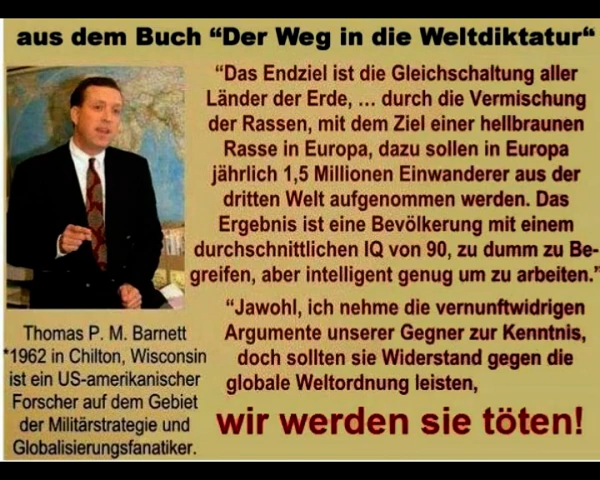 aus dem Buch “Der Weg in die Weltdiktatur“
“Das Endziel ist die Gleichschaltung aller
Länder der Erde, ... durch die Vermischung
der Rassen, mit dem Ziel einer hellbraunen
Rasse in Europa, dazu sollen in Europa
jährlich 1,5 Millionen Einwanderer aus der
dritten Welt aufgenommen werden. Das
Ergebnis ist eine Bevölkerung mit einem
durchschnittlichen IQ von 90, zu dumm zu Be-
greifen, aber intelligent genug um zu arbeiten.”
“Jawohl, ich nehme die vernunftwidrigen
Argumente unserer Gegner zur Kenntnis,
doch sollten sie Widerstand gegen die
globale Weltordnung leisten,
wir werden sie töten!
Thomas P. M. Barnett
*1962 in Chilton, Wisconsin
ist ein US-amerikanischer
Forscher auf dem Gebiet
der Militärstrategie und
Globalisierungsfanatiker.